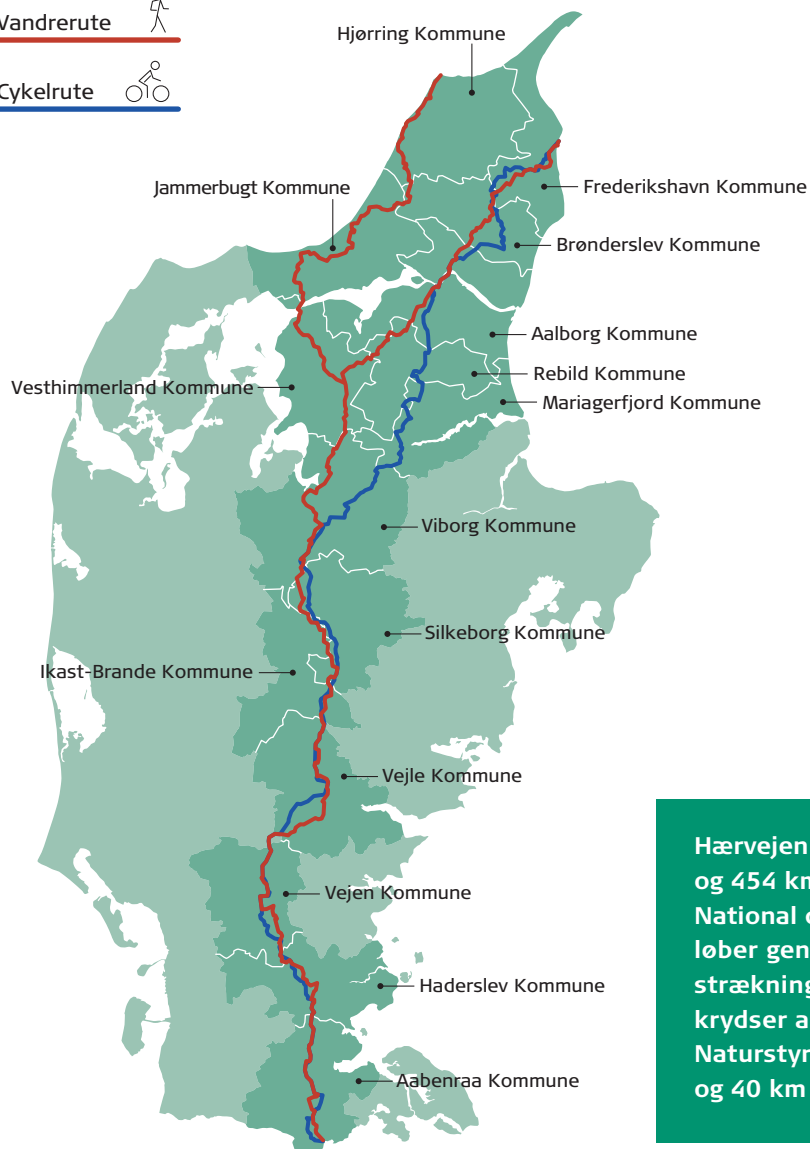 Vandrerute
Cykelrute
Hjørring Kommune
Jammerbugt Kommune
Frederikshavn Kommune
Brønderslev Kommune
Aalborg Kommune
Rebild Kommune
Vesthimmerland Kommune
Mariagerfjord Kommune
Viborg Kommune
Silkeborg Kommune
Ikast-Brande Kommune
Vejle Kommune
Vejen Kommune
Haderslev Kommune
Aabenraa Kommune
Hærvejen
og 454 km
National
løber gen
strækning
krydser a
Naturstyr
og 40 km